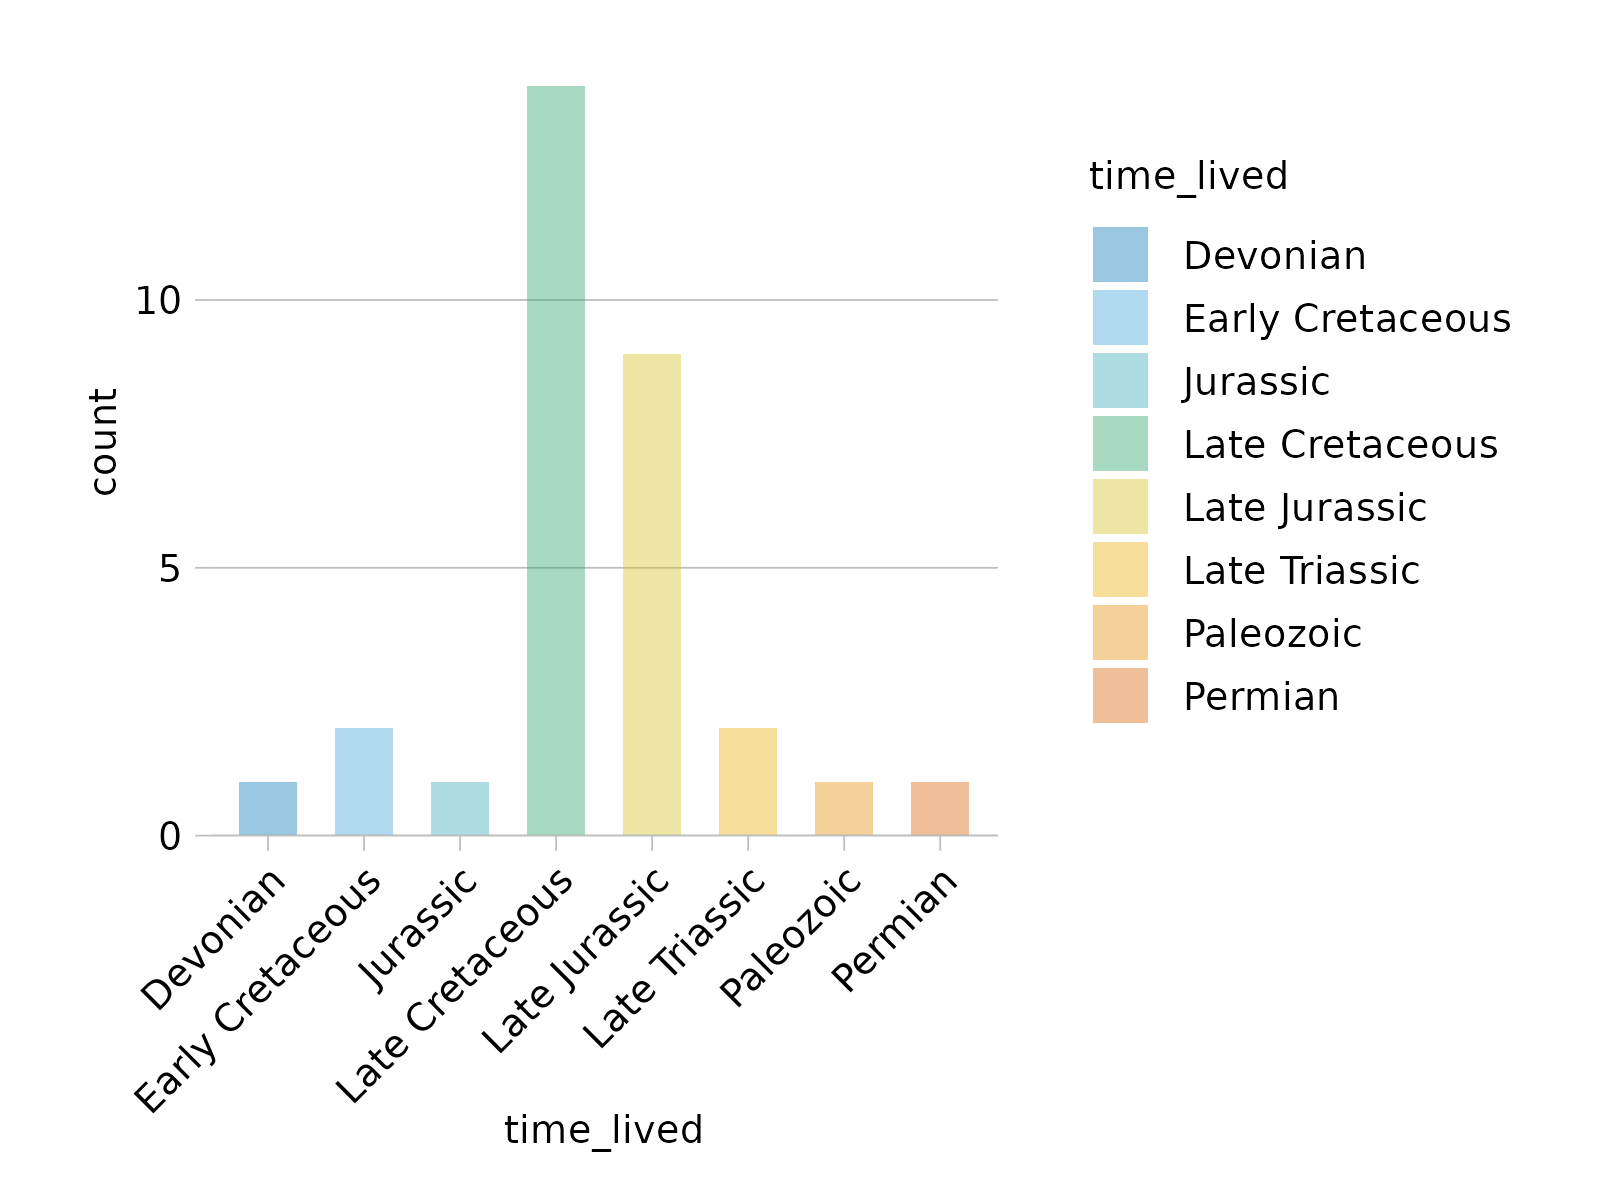 10
5
0
count
Devonian
Early Cretaceous
Jurassic
Late Cretaceous
Late Jurassic
Late Triassic
Paleozoic
Permian
time_lived
time_lived
Devonian
Early Cretaceous
Jurassic
Late Cretaceous
Late Jurassic
Late Triassic
Paleozoic
Permian